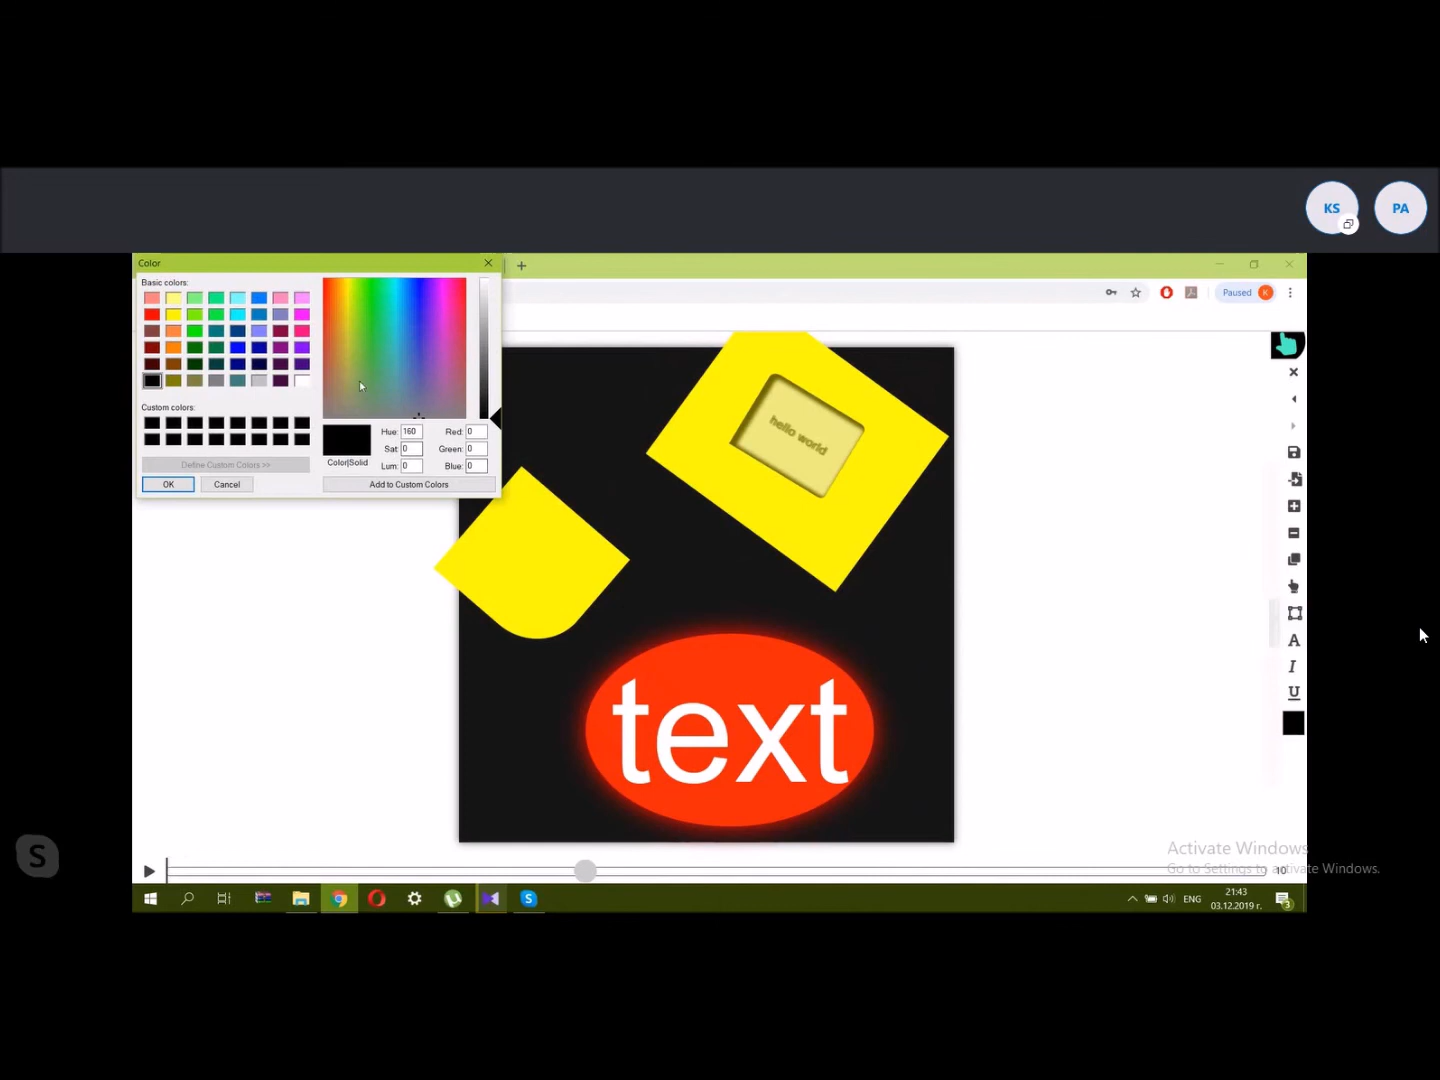 KS
PA
Color
Basic colors:
Custom colors:
Define Custom Colors >>
OK
Cancel
Color|Solid
Hue: 160
Sat: 0
Lum: 0
Red: 0
Green: 0
Blue: 0
Add to Custom Colors
Paused
K
hello world
text
A
I
U
Activate Windows
Go to Settings to activate Windows.
10
S
ENG
21:43
03.12.2019 г.
3